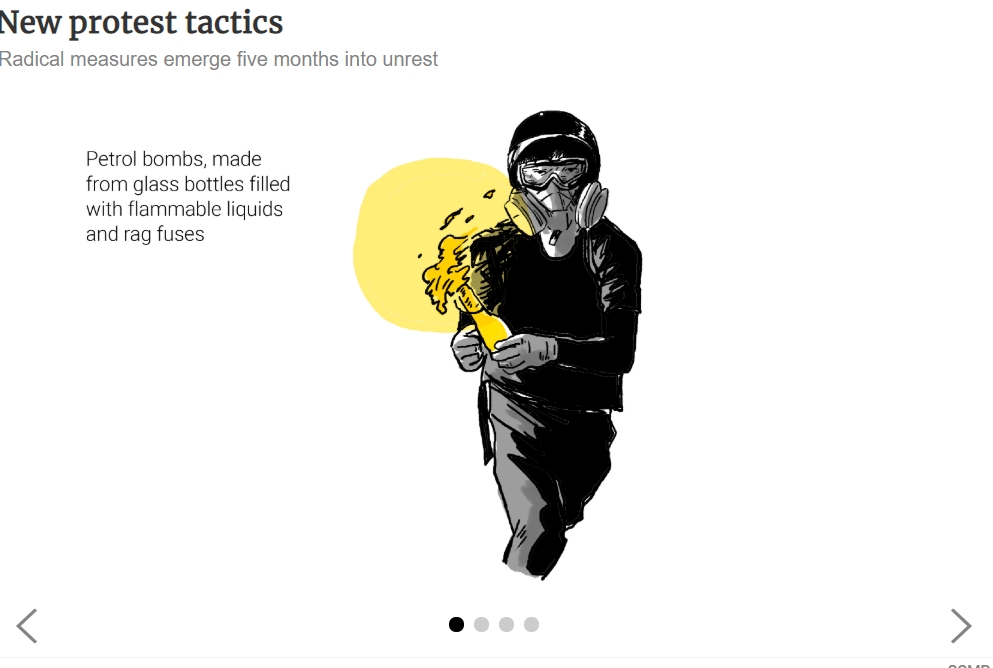 New protest tactics
Radical measures emerge five months into unrest
Petrol bombs, made
from glass bottles filled
with flammable liquids
and rag fuses